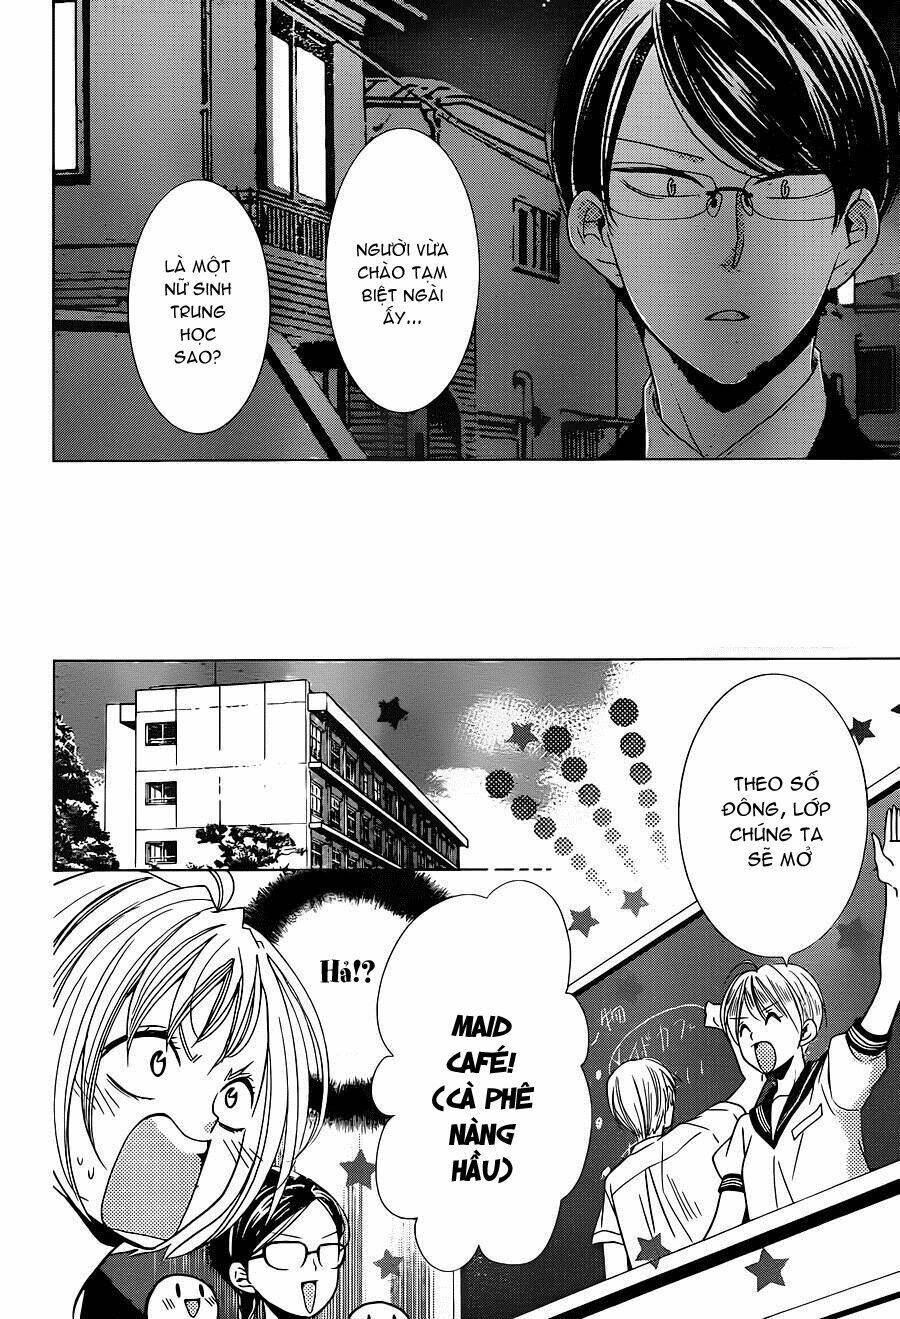 NGƯỜI VỪA
CHÀO TẠM
BIỆT NGÀI
ẤY...
LÀ MỘT
NỮ SINH
TRUNG
HỌC
SAO?
THEO SỐ
ĐÔNG, LỚP
CHÚNG TA
SẼ MỞ
MAID
CAFÉ!
(CÀ PHÊ
NÀNG
HẦU)
Hả!?